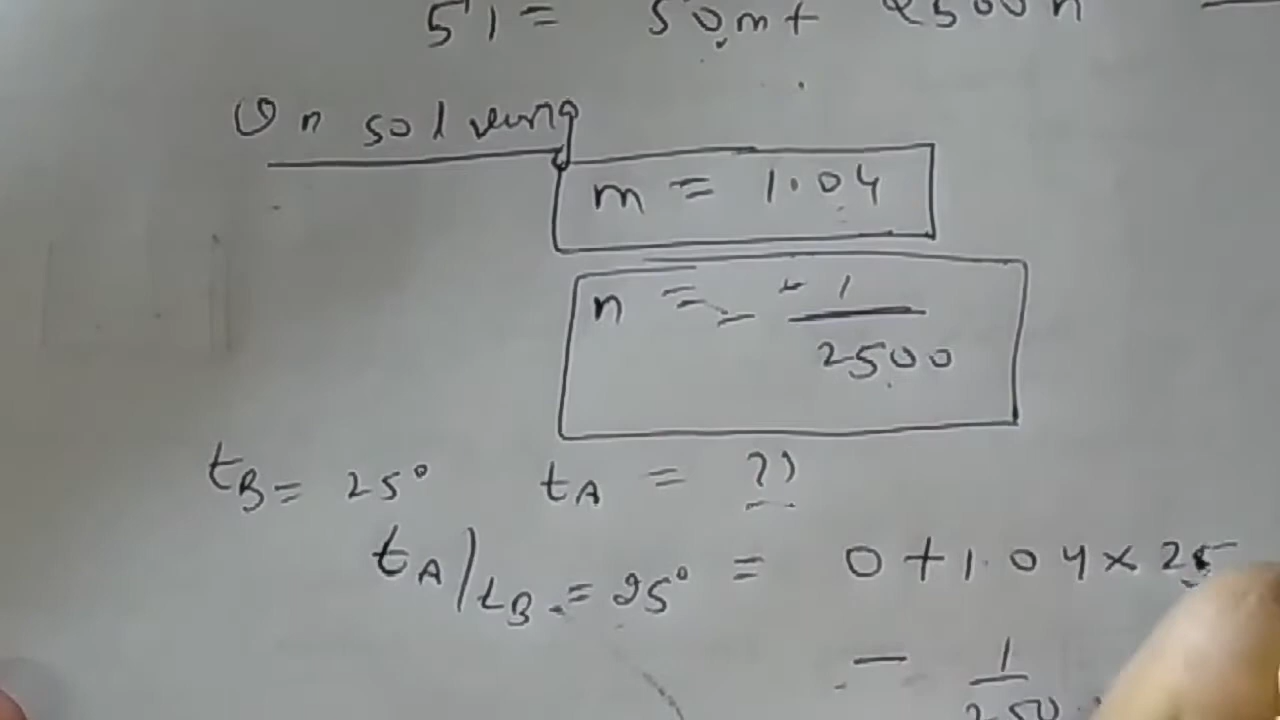 51 = 50m + 2500n
On solving
m = 1.04
n = - - 1
2500
tB = 25° tA = ??
tA/tB = 25° = 0 + 1.04 × 25
- 1
250